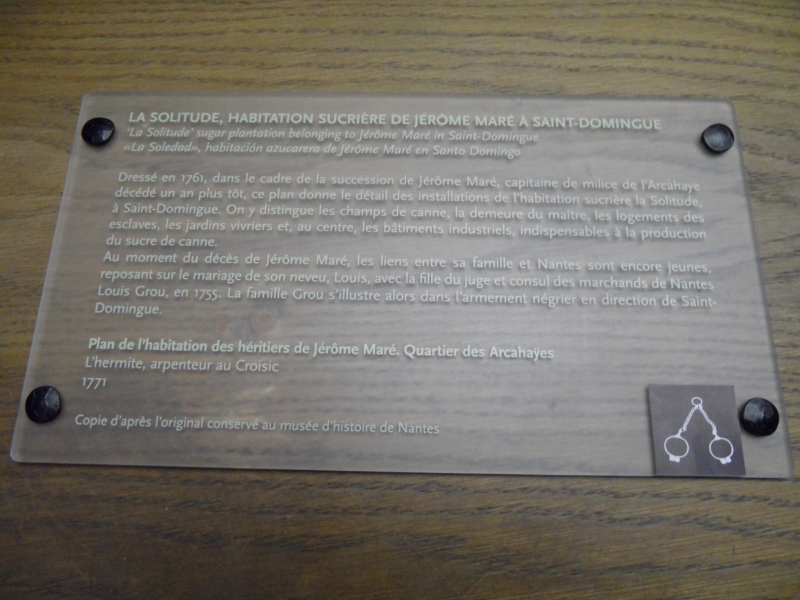 LA SOLITUDE, HABITATION SUCRIÈRE DE JÉRÔME MARÉ À SAINT-DOMINGUE
'La Solitude' sugar plantation belonging to Jérôme Maré in Saint-Domingue
«La Soledad», habitación azucarera de Jérôme Maré en Santo Domingo
Dressé en 1761, dans le cadre de la succession de Jérôme Maré, capitaine de milice de l'Arcahaye
décédé un an plus tôt, ce plan donne le détail des installations de l'habitation sucrière la Solitude,
à Saint-Domingue. On y distingue les champs de canne, la demeure du maître, les logements des
esclaves, les jardins vivriers et, au centre, les bâtiments industriels, indispensables à la production
du sucre de canne.
Au moment du décès de Jérôme Maré, les liens entre sa famille et Nantes sont encore jeunes,
reposant sur le mariage de son neveu, Louis, avec la fille du juge et consul des marchands de Nantes
Louis Grou, en 1755. La famille Grou s'illustre alors dans l'armement négrier en direction de Saint-
Domingue.
Plan de l'habitation des héritiers de Jérôme Maré. Quartier des Arcahaÿes
L'hermite, arpenteur au Croisic
1771
Copie d'après l'original conservé au musée d'histoire de Nantes